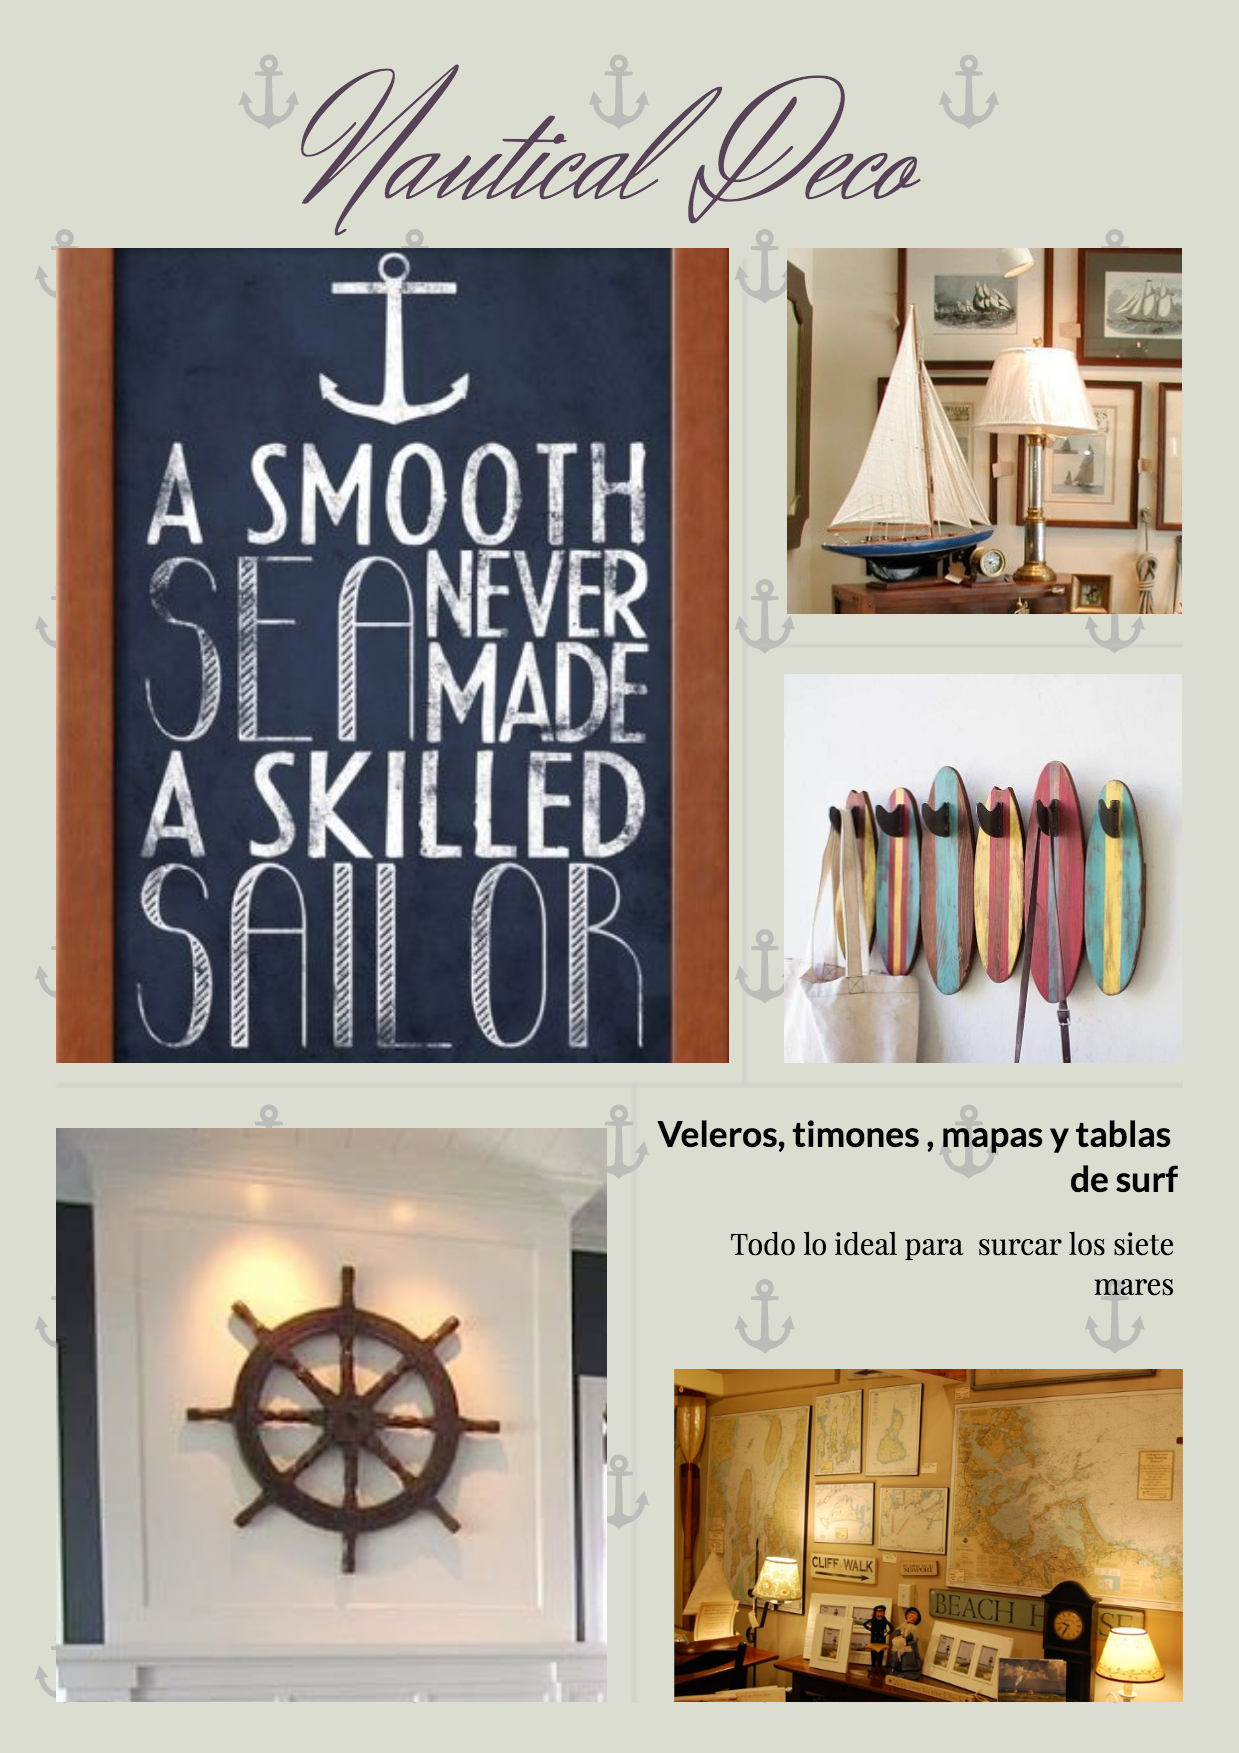 Nautical Deco
A SMOOTH
SEA NEVER
MADE
A SKILLED
SAILOR
Veleros, timones , mapas y tablas
de surf
Todo lo ideal para  surcar los siete
mares
CLIFF WALK
BEACH H SE